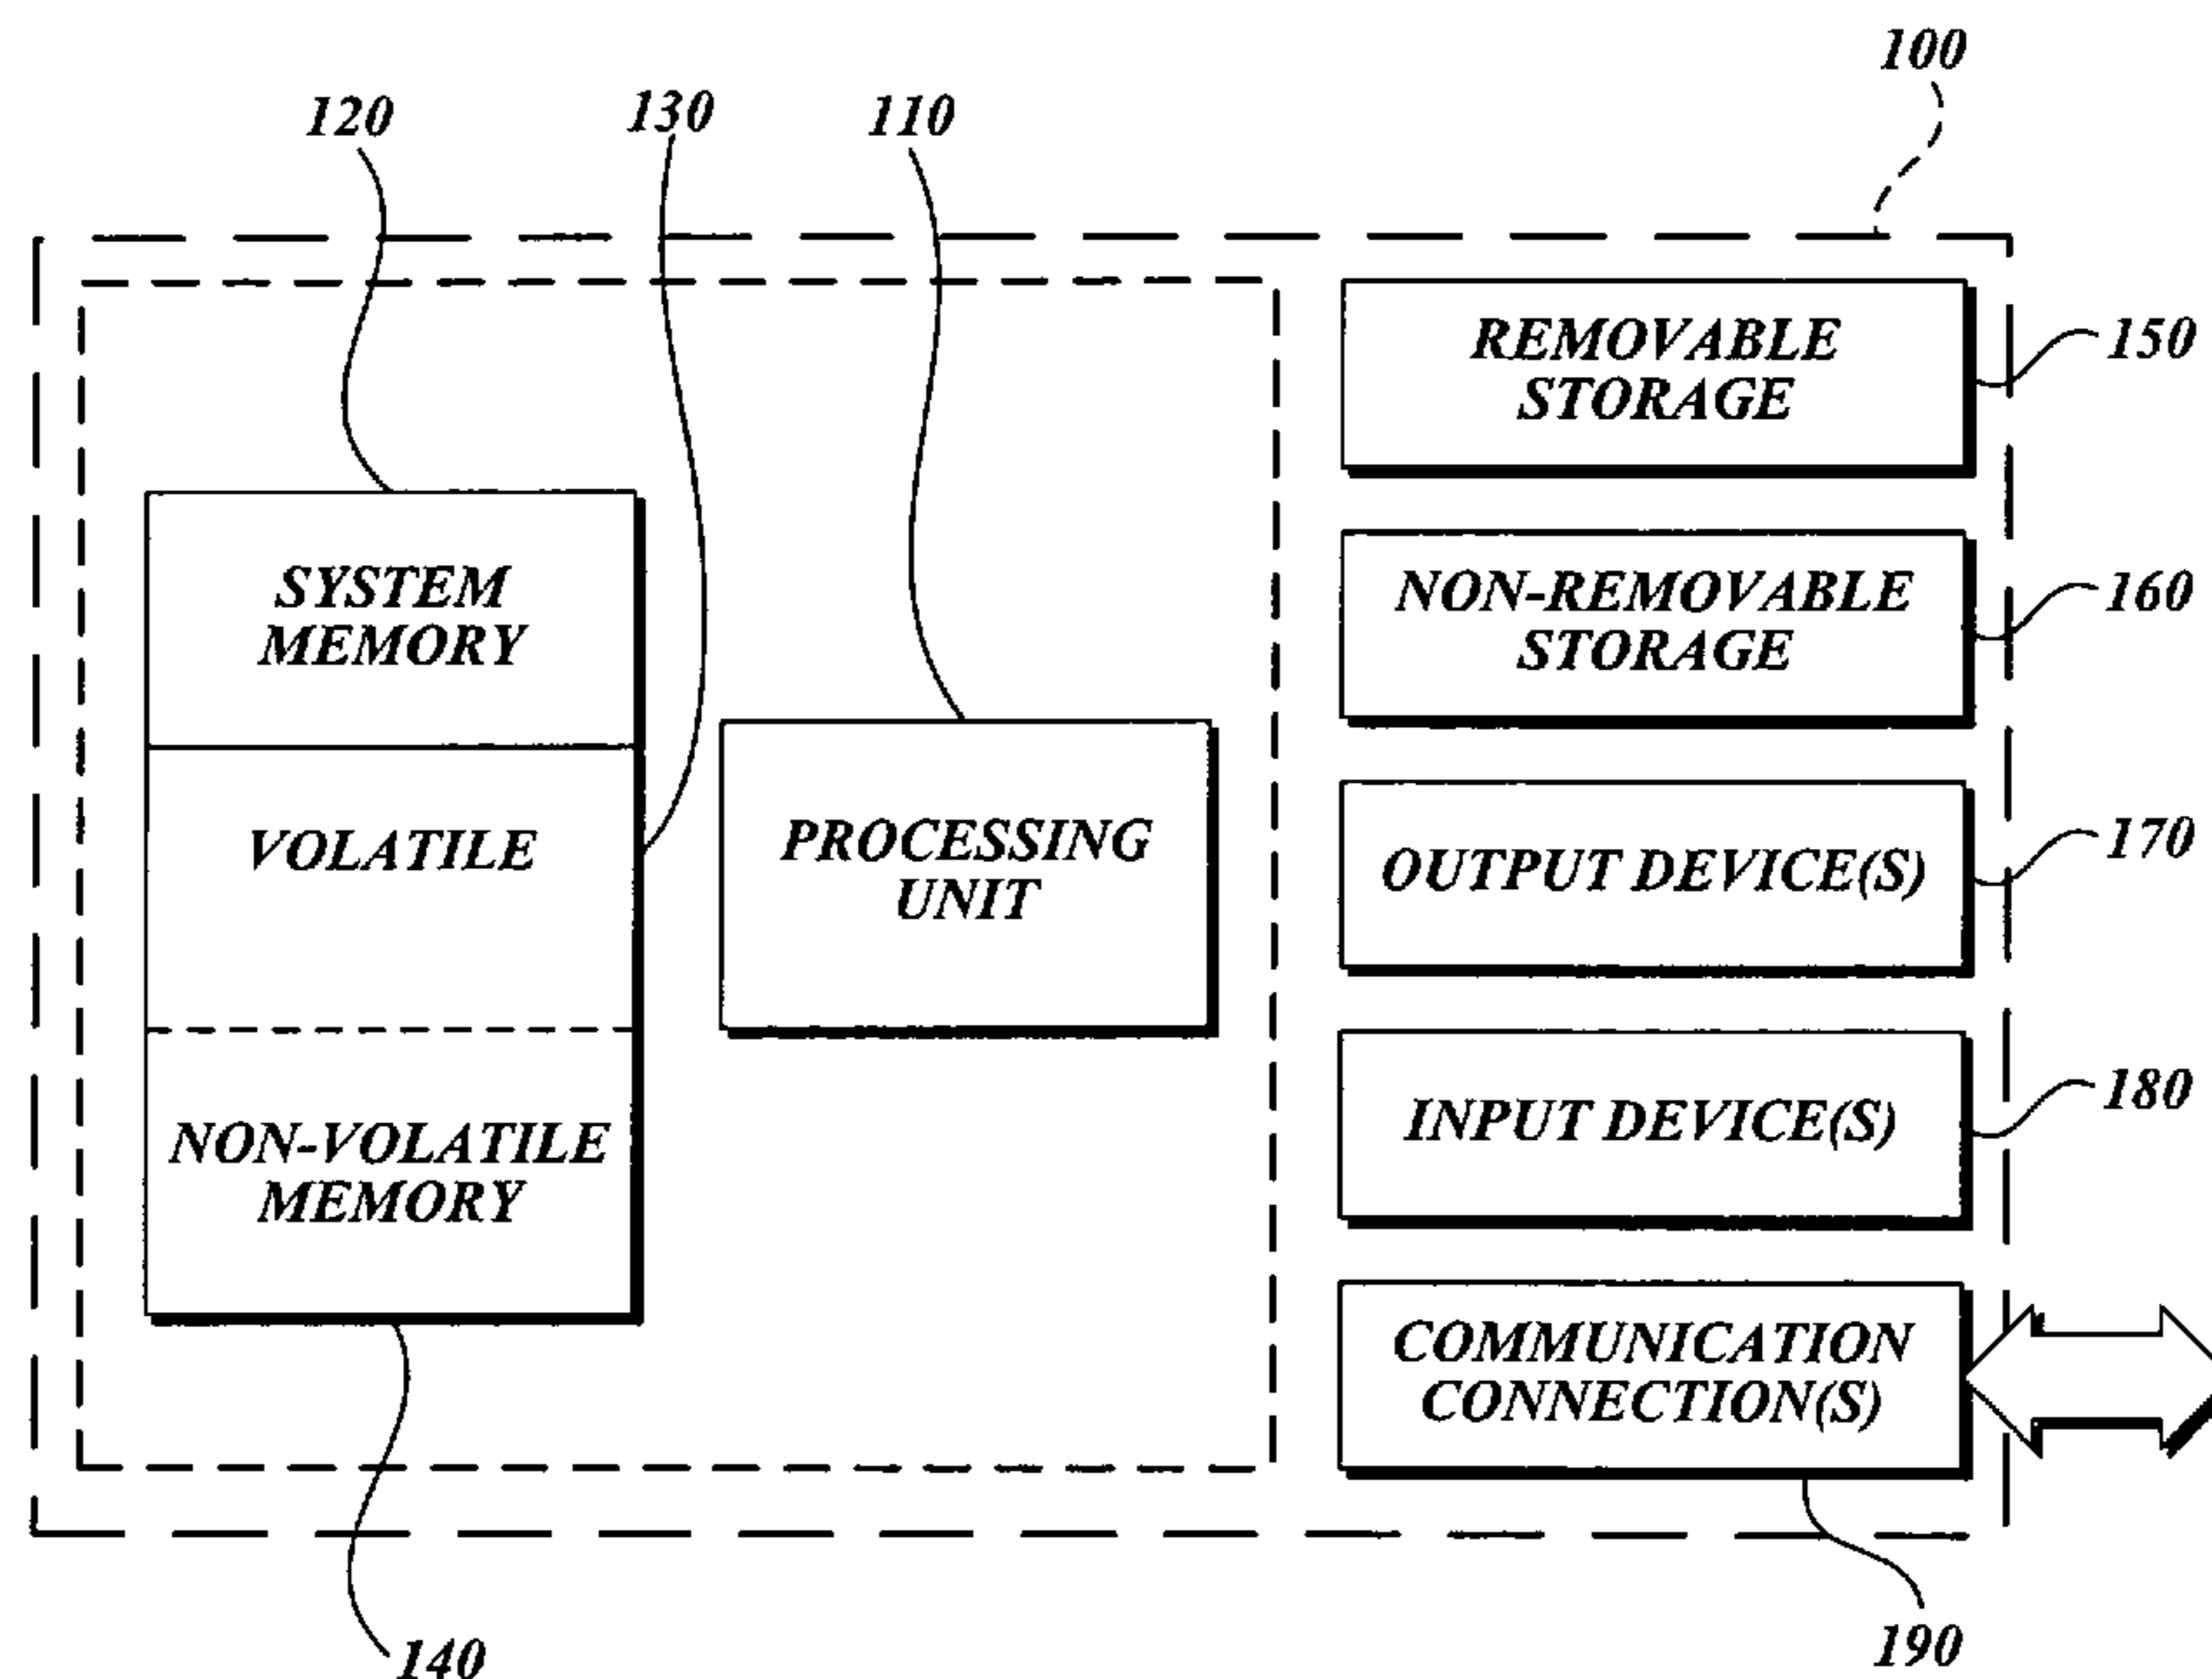 100
120
130
110
REMOVABLE
STORAGE
150
SYSTEM
MEMORY
NON-REMOVABLE
STORAGE
160
VOLATILE
PROCESSING
UNIT
OUTPUT DEVICE(S)
170
NON-VOLATILE
MEMORY
INPUT DEVICE(S)
180
COMMUNICATION
CONNECTION(S)
140
190